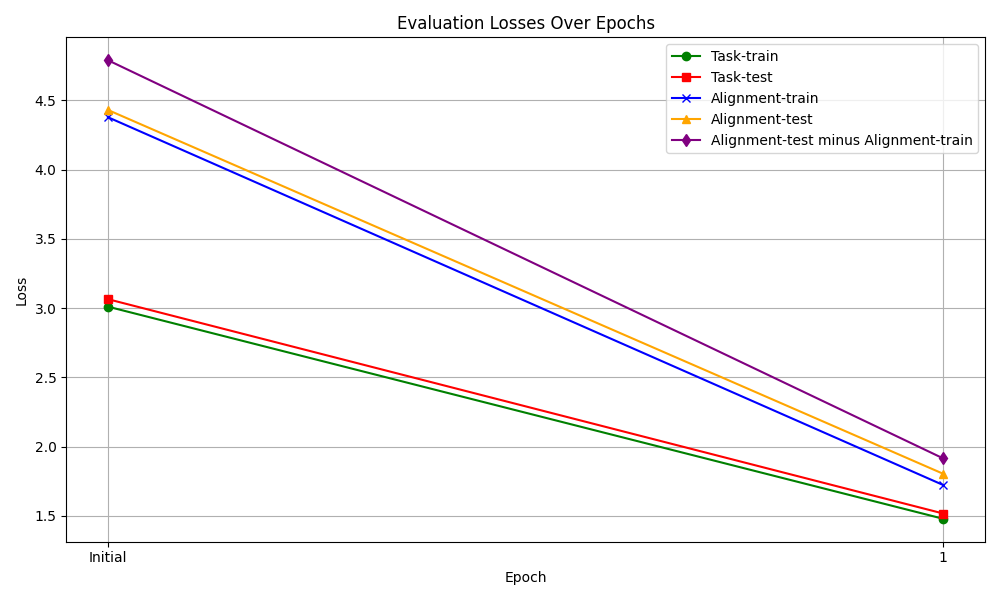 Evaluation Losses Over Epochs
Task-train
Task-test
Alignment-train
Alignment-test
Alignment-test minus Alignment-train
Loss
4.5
4.0
3.5
3.0
2.5
2.0
1.5
Initial
1
Epoch